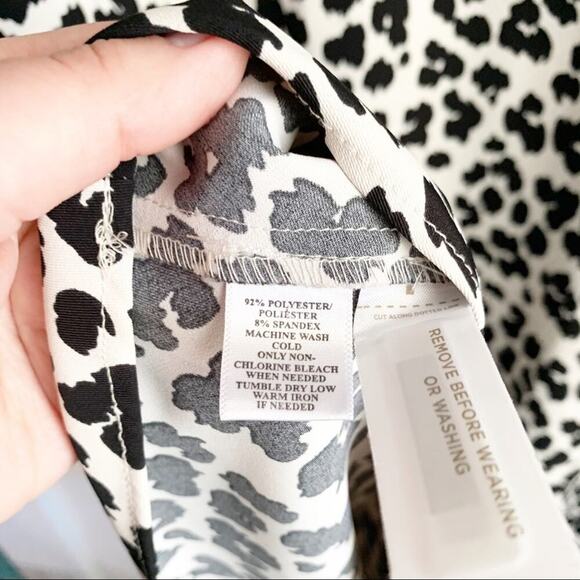 92% POLYESTER/
POLIÉSTER
8% SPANDEX
MACHINE WASH
COLD
ONLY NON-
CHLORINE BLEACH
WHEN NEEDED
TUMBLE DRY LOW
WARM IRON
IF NEEDED
CUT ALONG DOTTED LINE
REMOVE BEFORE WEARING
OR WASHING